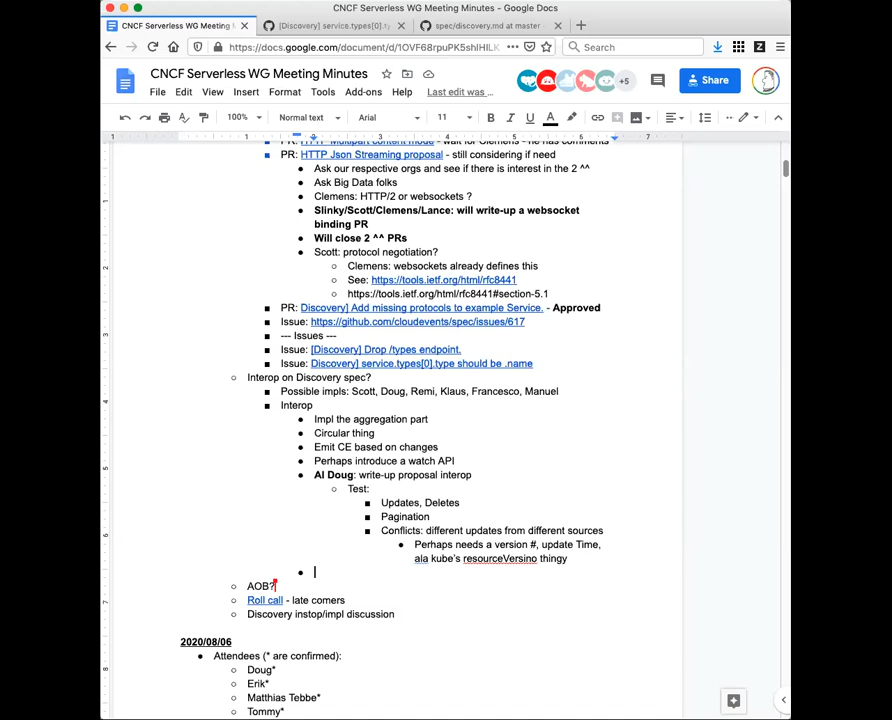 CNCF Serverless WG Meeting Minutes - Google Docs
CNCF Serverless WG Meeting M
[Discovery] service.types[0].t
spec/discovery.md at master
https://docs.google.com/document/d/1OVF68rpuPK5shIHILK
Search
CNCF Serverless WG Meeting Minutes
File Edit View Insert Format Tools Add-ons Help Last edit was ...
+5
Share
100% Normal text Arial 11 B I U A
1 1 2 3 4 5 6 7
PR: HTTP Multipart content mode - wait for Clemens - he has comments
PR: HTTP Json Streaming proposal - still considering if need
Ask our respective orgs and see if there is interest in the 2 ^^
Ask Big Data folks
Clemens: HTTP/2 or websockets ?
Slinky/Scott/Clemens/Lance: will write-up a websocket
binding PR
Will close 2 ^^ PRs
Scott: protocol negotiation?
Clemens: websockets already defines this
See: https://tools.ietf.org/html/rfc8441
https://tools.ietf.org/html/rfc8441#section-5.1
PR: Discovery] Add missing protocols to example Service. - Approved
Issue: https://github.com/cloudevents/spec/issues/617
--- Issues ---
Issue: [Discovery] Drop /types endpoint.
Issue: Discovery] service.types[0].type should be .name
Interop on Discovery spec?
Possible impls: Scott, Doug, Remi, Klaus, Francesco, Manuel
Interop
Impl the aggregation part
Circular thing
Emit CE based on changes
Perhaps introduce a watch API
AI Doug: write-up proposal interop
Test:
Updates, Deletes
Pagination
Conflicts: different updates from different sources
Perhaps needs a version #, update Time,
ala kube's resourceVersino thingy
AOB?
Roll call - late comers
Discovery instop/impl discussion
2020/08/06
Attendees (* are confirmed):
Doug*
Erik*
Matthias Tebbe*
Tommy*